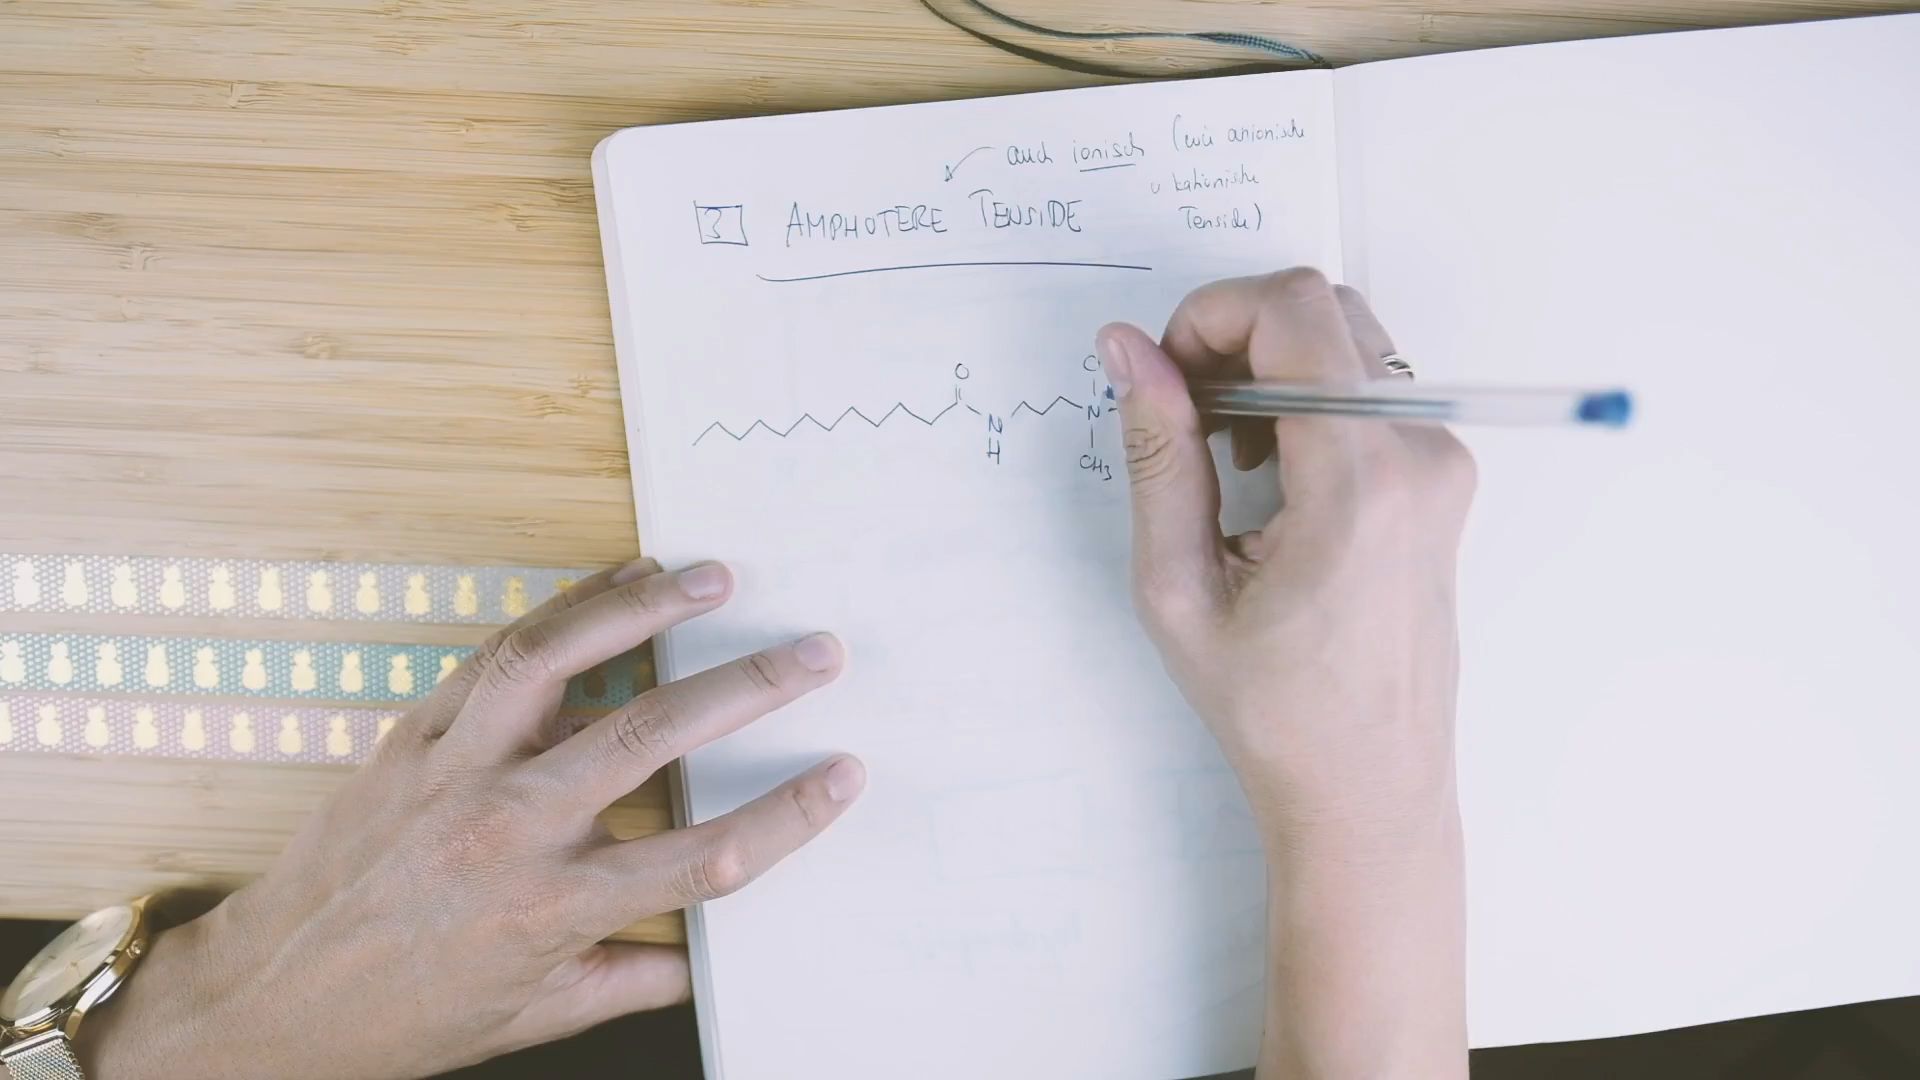 auch ionisch (wie anionische
u kationische
Tenside)
3 AMPHOTERE TENSIDE
O
C
N
N
H
CH3